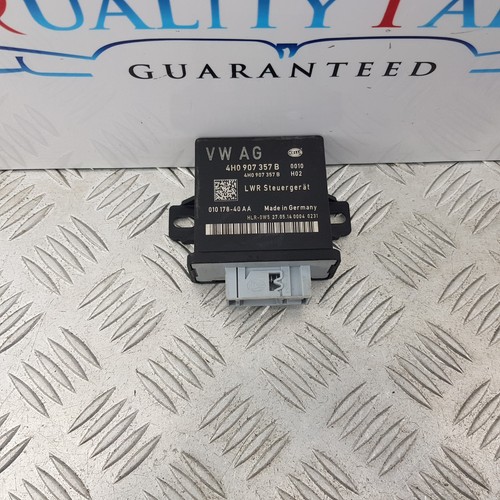 QUALITY
GUARANTEED
VW AG
4H0 907 357 B 0010
4H0 907 357 B H02
LWR Steuergerät
010 178-40 AA Made in Germany